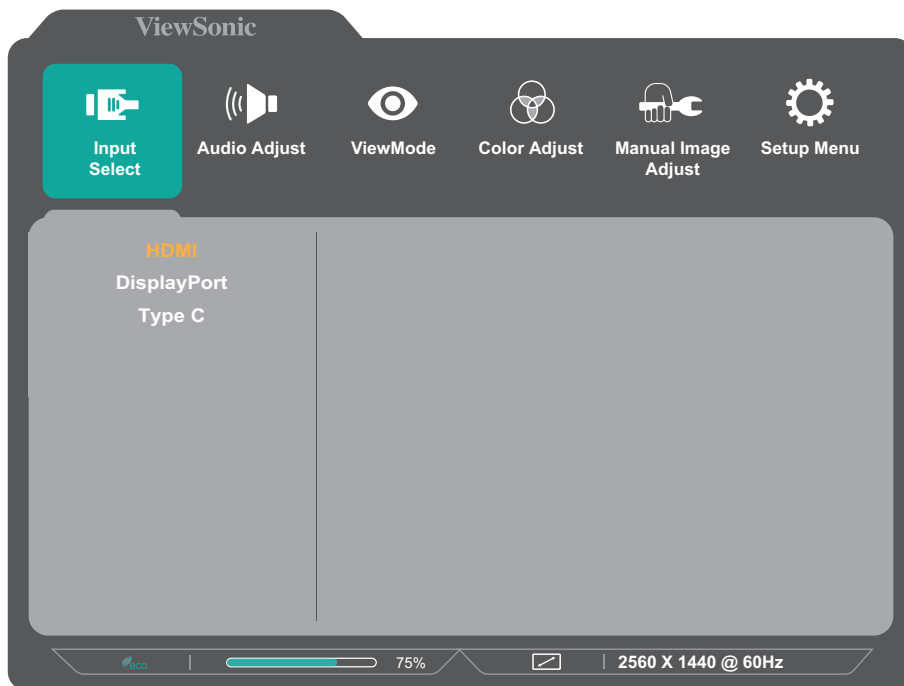 ViewSonic
Input
Select
Audio Adjust
ViewMode
Color Adjust
Manual Image
Adjust
Setup Menu
HDMI
DisplayPort
Type C
eco
75%
2560 X 1440 @ 60Hz